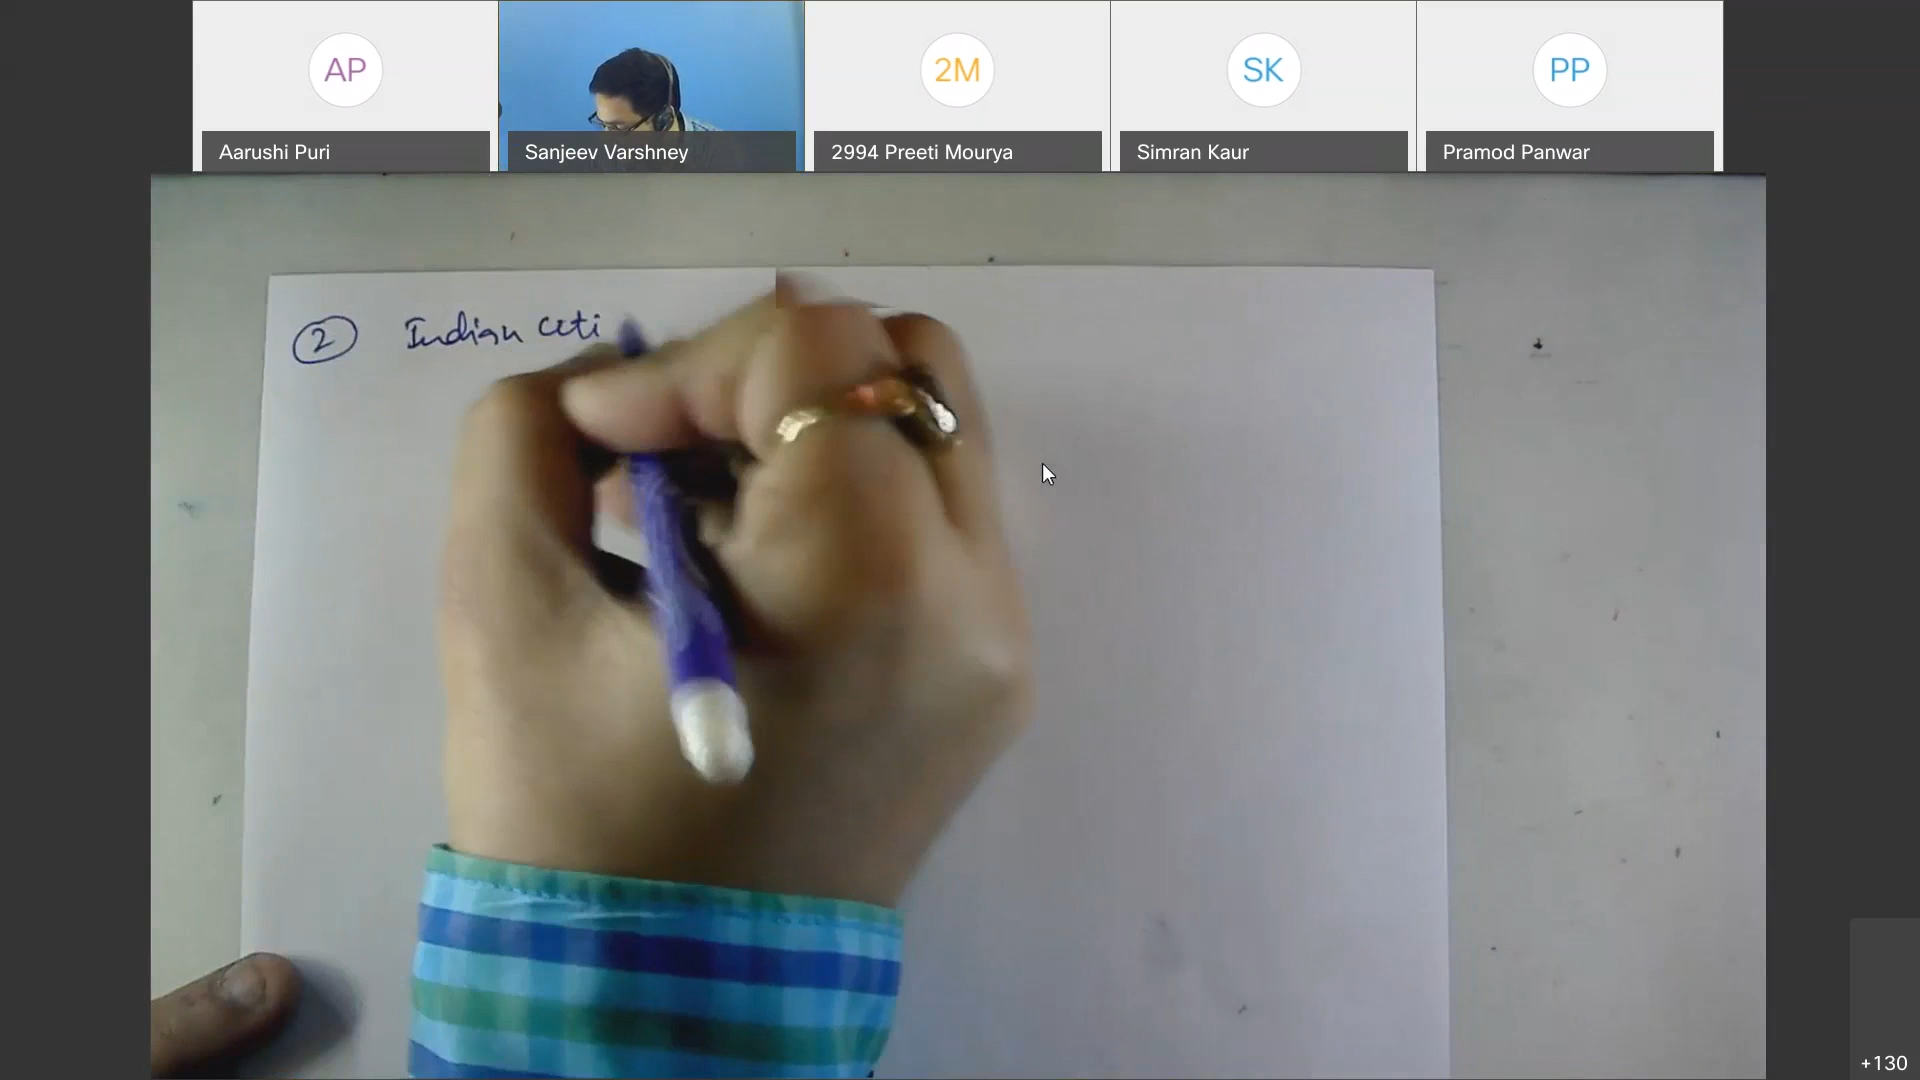 AP
2M
SK
PP
Aarushi Puri
Sanjeev Varshney
2994 Preeti Mourya
Simran Kaur
Pramod Panwar
2 Indian Citi
+130